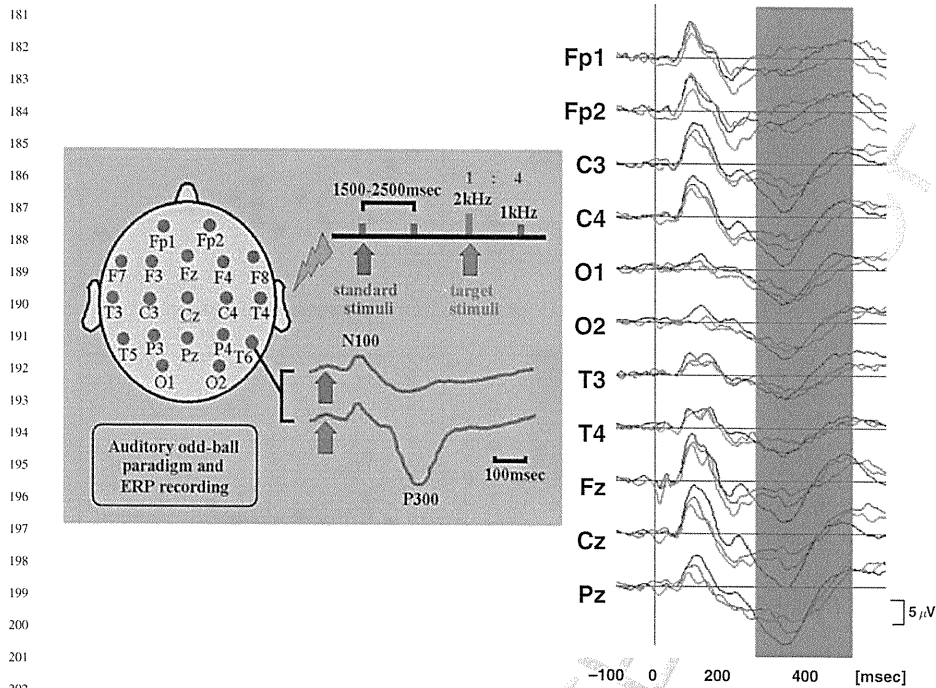 181
182
183
184
185
186
187
188
189
190
191
192
193
194
195
196
197
198
199
200
201
202
Fp1 Fp2
F7 F3 Fz F4 F8
T3 C3 Cz C4 T4
T5 P3 Pz P4 T6
O1 O2
Auditory odd-ball
paradigm and
ERP recording
1 : 4
1500-2500msec 2kHz 1kHz
standard target
stimuli stimuli
N100
P300
100msec
Fp1
Fp2
C3
C4
O1
O2
T3
T4
Fz
Cz
Pz
5 μV
−100 0 200 400 [msec]